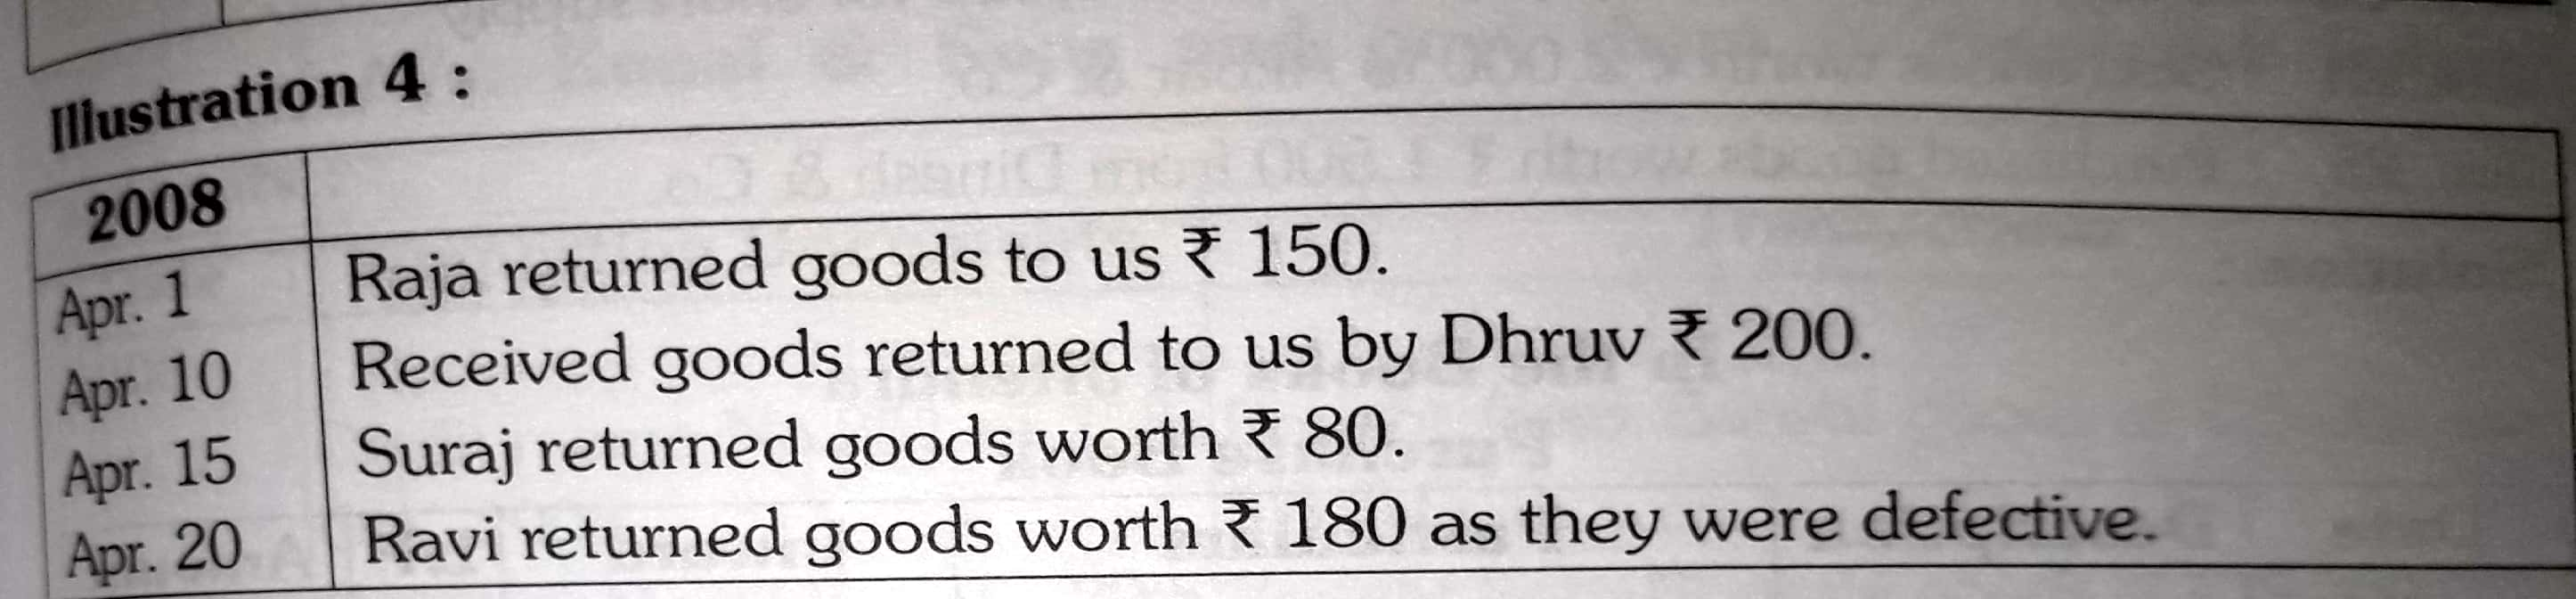 Illustration 4 :
2008
Apr. 1 Raja returned goods to us ₹ 150.
Apr. 10 Received goods returned to us by Dhruv ₹ 200.
Apr. 15 Suraj returned goods worth ₹ 80.
Apr. 20 Ravi returned goods worth ₹ 180 as they were defective.